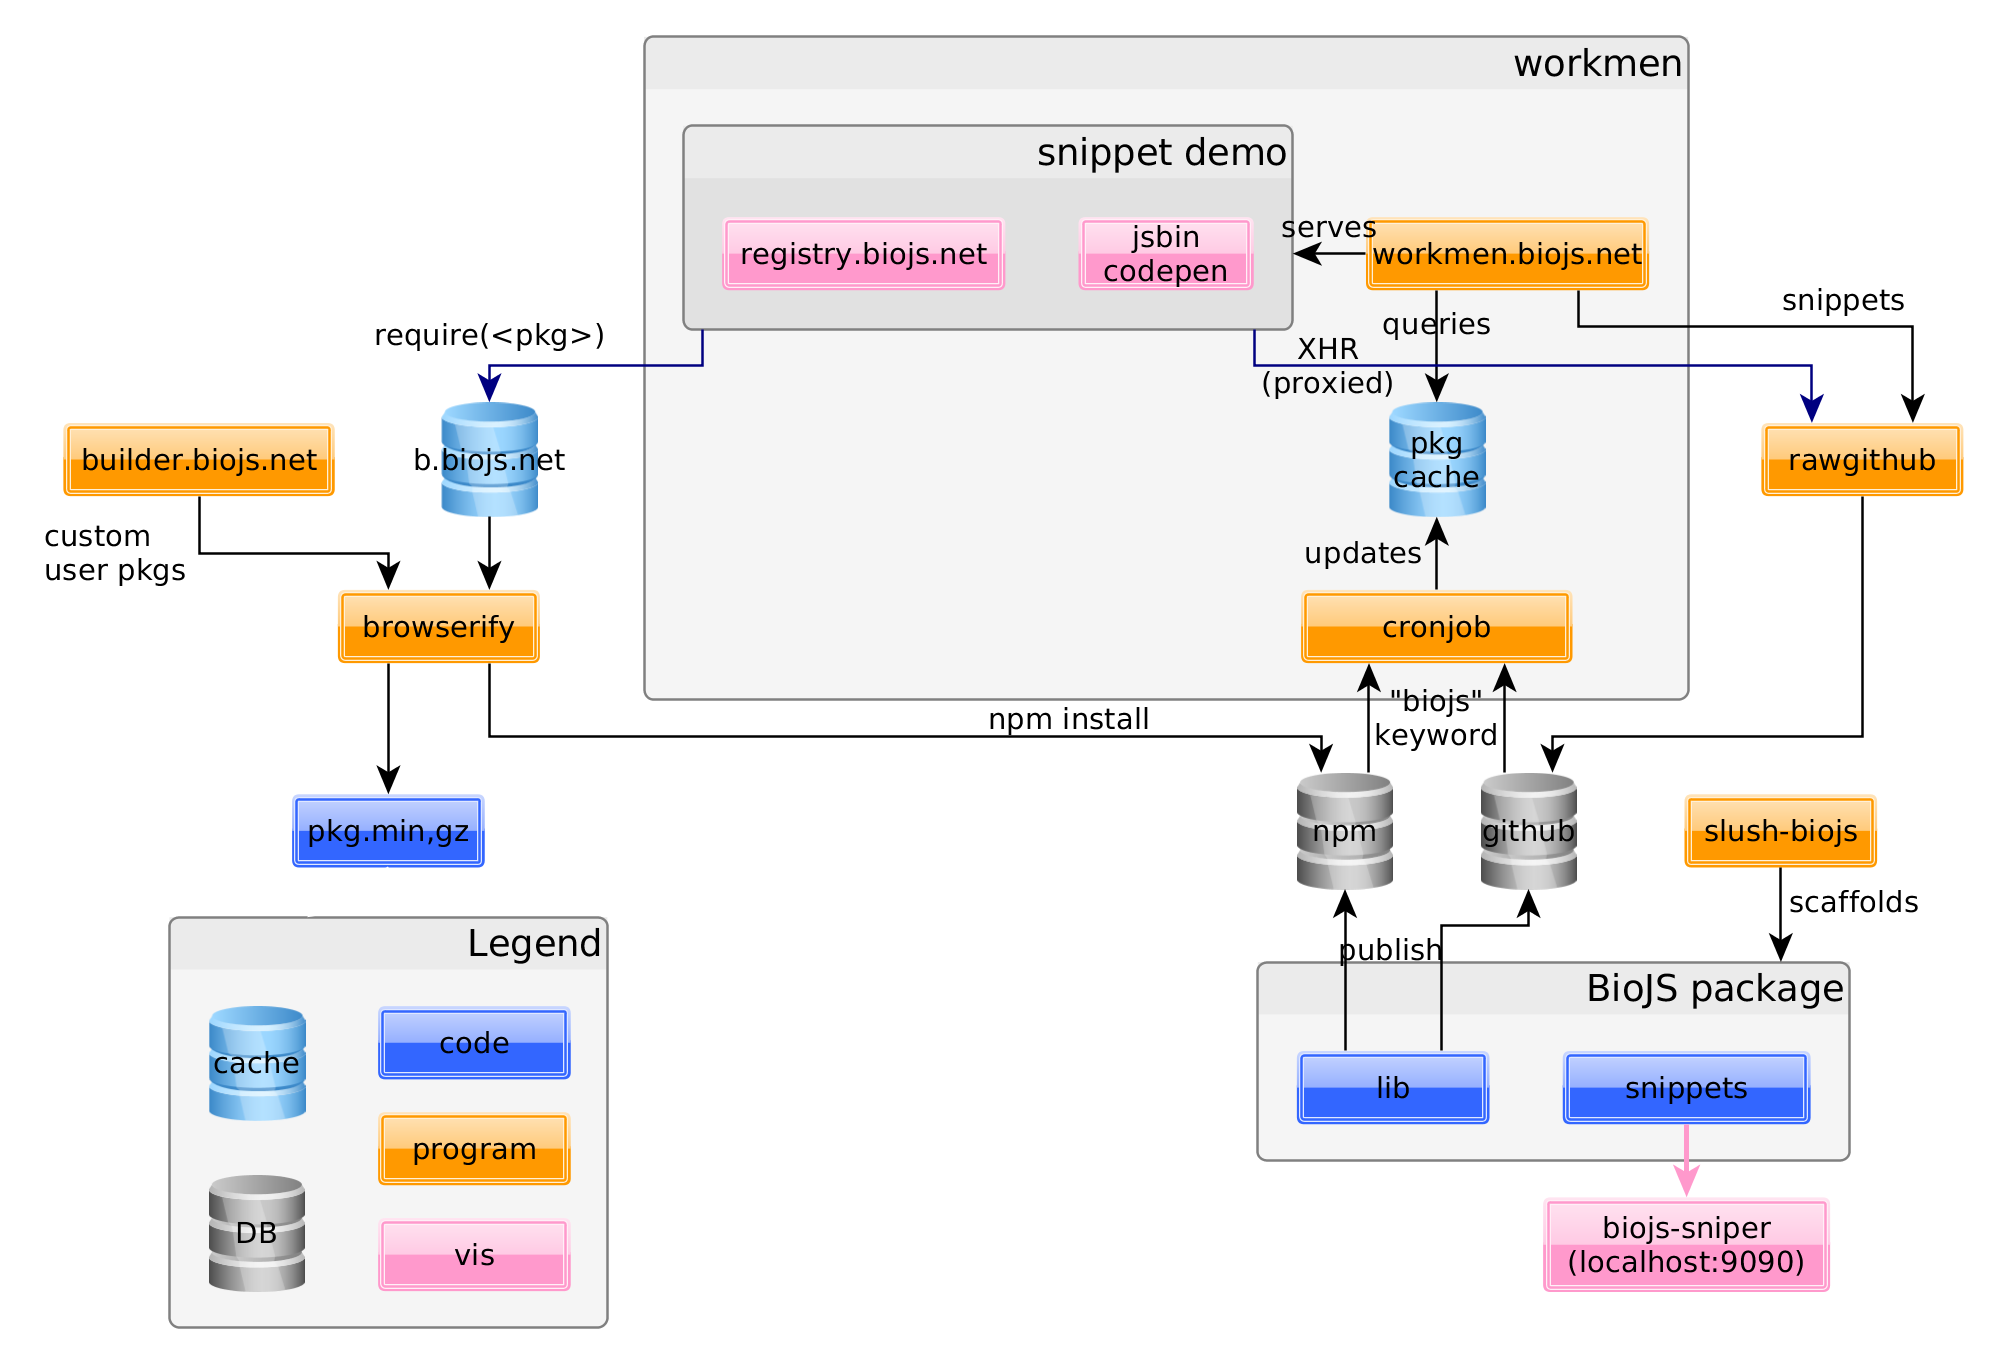 workmen
snippet demo
registry.biojs.net
jsbin
codepen
serves
workmen.biojs.net
snippets
queries
require(<pkg>)
XHR
(proxied)
builder.biojs.net
b.biojs.net
pkg
cache
rawgithub
custom
user pkgs
updates
browserify
cronjob
"biojs"
keyword
npm install
pkg.min,gz
npm
github
slush-biojs
scaffolds
publish
Legend
BioJS package
cache
code
lib
snippets
program
DB
vis
biojs-sniper
(localhost:9090)